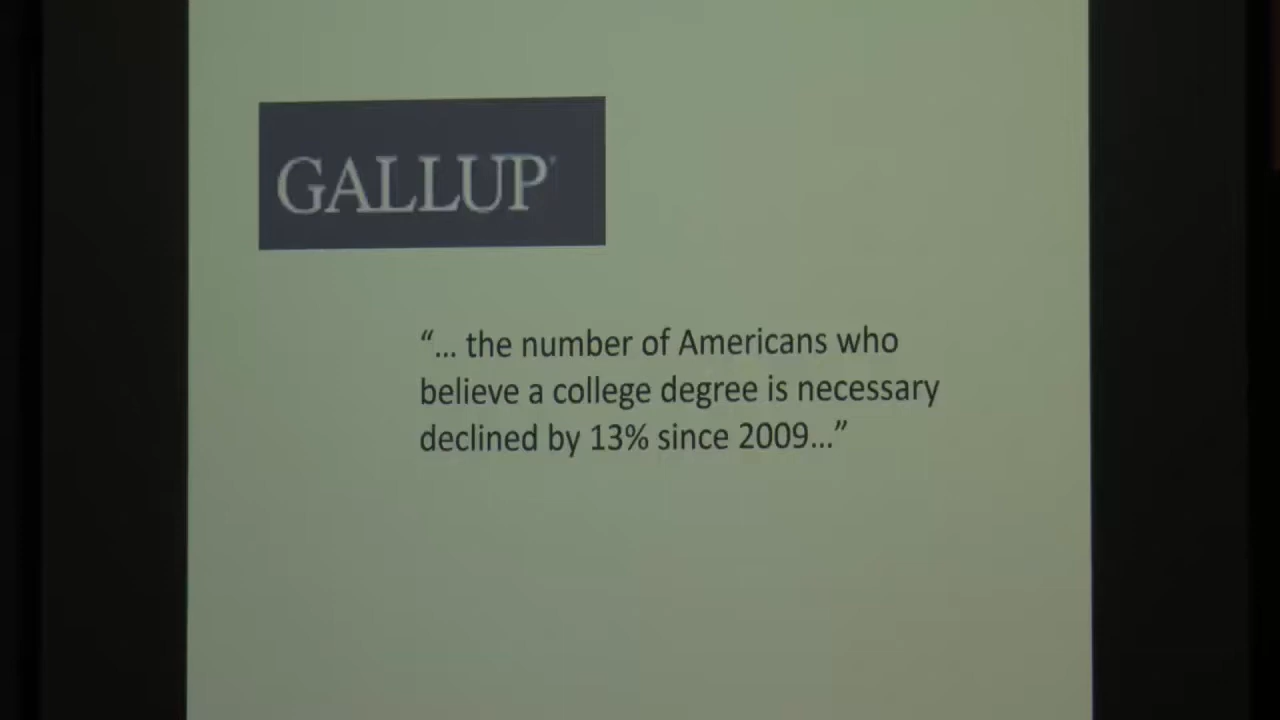 GALLUP®
“... the number of Americans who
believe a college degree is necessary
declined by 13% since 2009...”